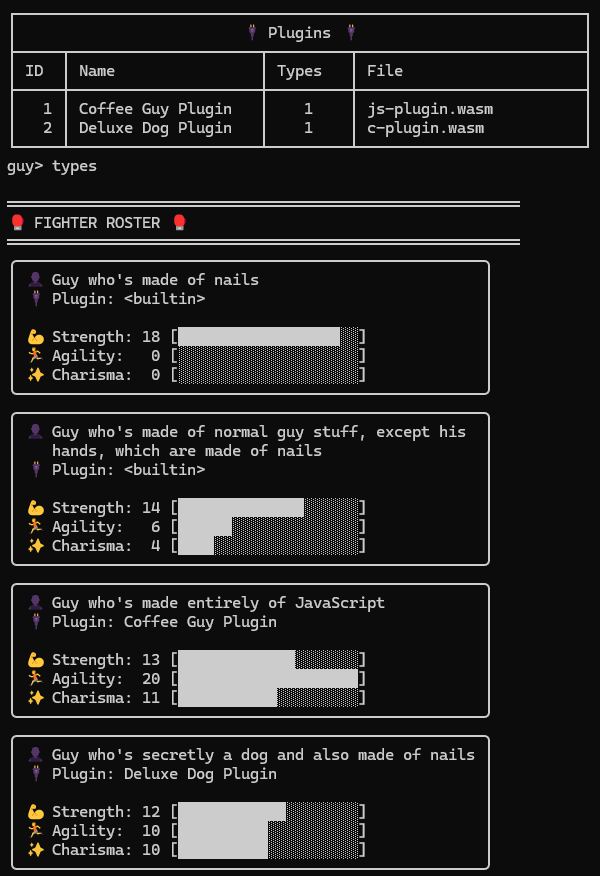 Plugins
ID Name Types File
1 Coffee Guy Plugin 1 js-plugin.wasm
2 Deluxe Dog Plugin 1 c-plugin.wasm
guy> types
FIGHTER ROSTER
Guy who's made of nails
Plugin: <builtin>
Strength: 18 [ ]
Agility: 0 [ ]
Charisma: 0 [ ]
Guy who's made of normal guy stuff, except his
hands, which are made of nails
Plugin: <builtin>
Strength: 14 [ ]
Agility: 6 [ ]
Charisma: 4 [ ]
Guy who's made entirely of JavaScript
Plugin: Coffee Guy Plugin
Strength: 13 [ ]
Agility: 20 [ ]
Charisma: 11 [ ]
Guy who's secretly a dog and also made of nails
Plugin: Deluxe Dog Plugin
Strength: 12 [ ]
Agility: 10 [ ]
Charisma: 10 [ ]